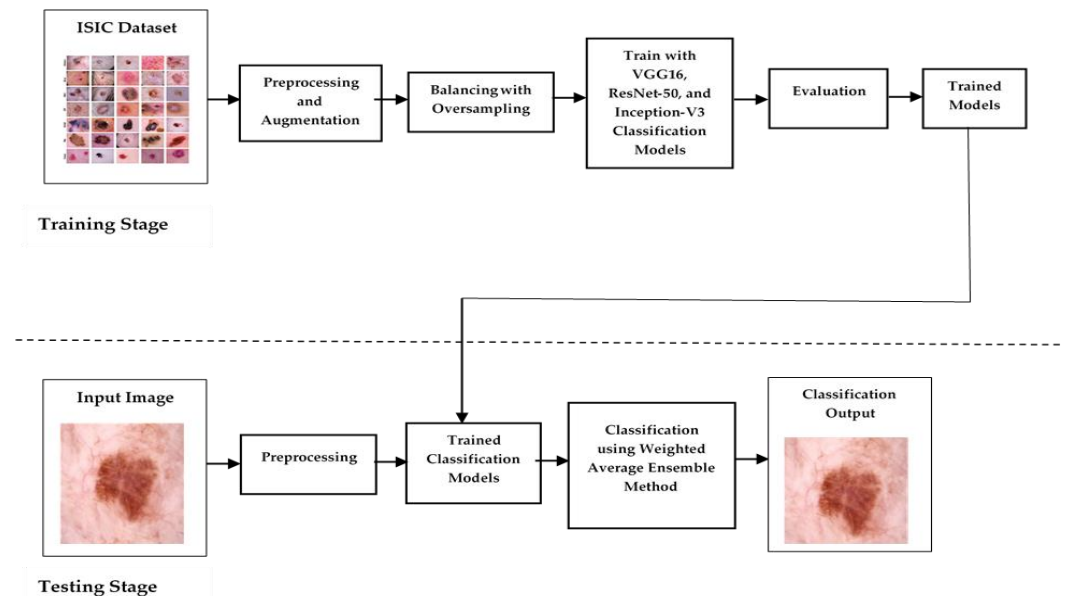 ISIC Dataset
Preprocessing
and
Augmentation
Balancing with
Oversampling
Train with
VGG16,
ResNet-50, and
Inception-V3
Classification
Models
Evaluation
Trained
Models
Training Stage
Input Image
Preprocessing
Trained
Classification
Models
Classification
using Weighted
Average Ensemble
Method
Classification
Output
Testing Stage